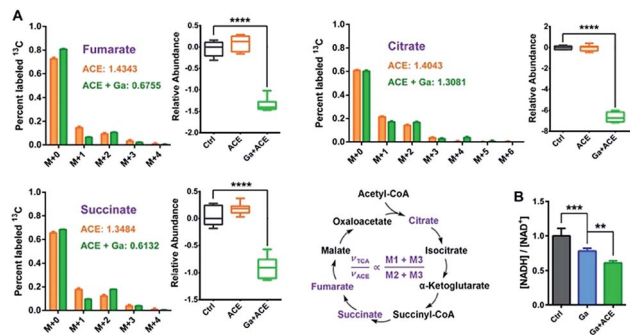 A
Percent labeled ¹³C
1.0
0.8
0.6
0.4
0.2
0.0
Fumarate
ACE: 1.4343
ACE + Ga: 0.6755
M+0 M+1 M+2 M+3 M+4
Relative Abundance
0.5
0.0
-0.5
-1.0
-1.5
-2.0
****
Ctrl ACE Ga+ACE
Percent labeled ¹³C
1.0
0.8
0.6
0.4
0.2
0.0
Citrate
ACE: 1.4043
ACE + Ga: 1.3081
M+0 M+1 M+2 M+3 M+4 M+5 M+6
Relative Abundance
2
0
-2
-4
-6
-8
****
Ctrl ACE Ga+ACE
Percent labeled ¹³C
1.0
0.8
0.6
0.4
0.2
0.0
Succinate
ACE: 1.3484
ACE + Ga: 0.6132
M+0 M+1 M+2 M+3 M+4
Relative Abundance
0.5
0.0
-0.5
-1.0
-1.5
****
Ctrl ACE Ga+ACE
Acetyl-CoA
Oxaloacetate
Citrate
Malate
Isocitrate
νTCA / νACE ∝ M1 + M3 / M2 + M3
Fumarate
α-Ketoglutarate
Succinate
Succinyl-CoA
B
[NADH] / [NAD⁺]
1.5
1.0
0.5
0.0
***
**
Ctrl Ga Ga+ACE